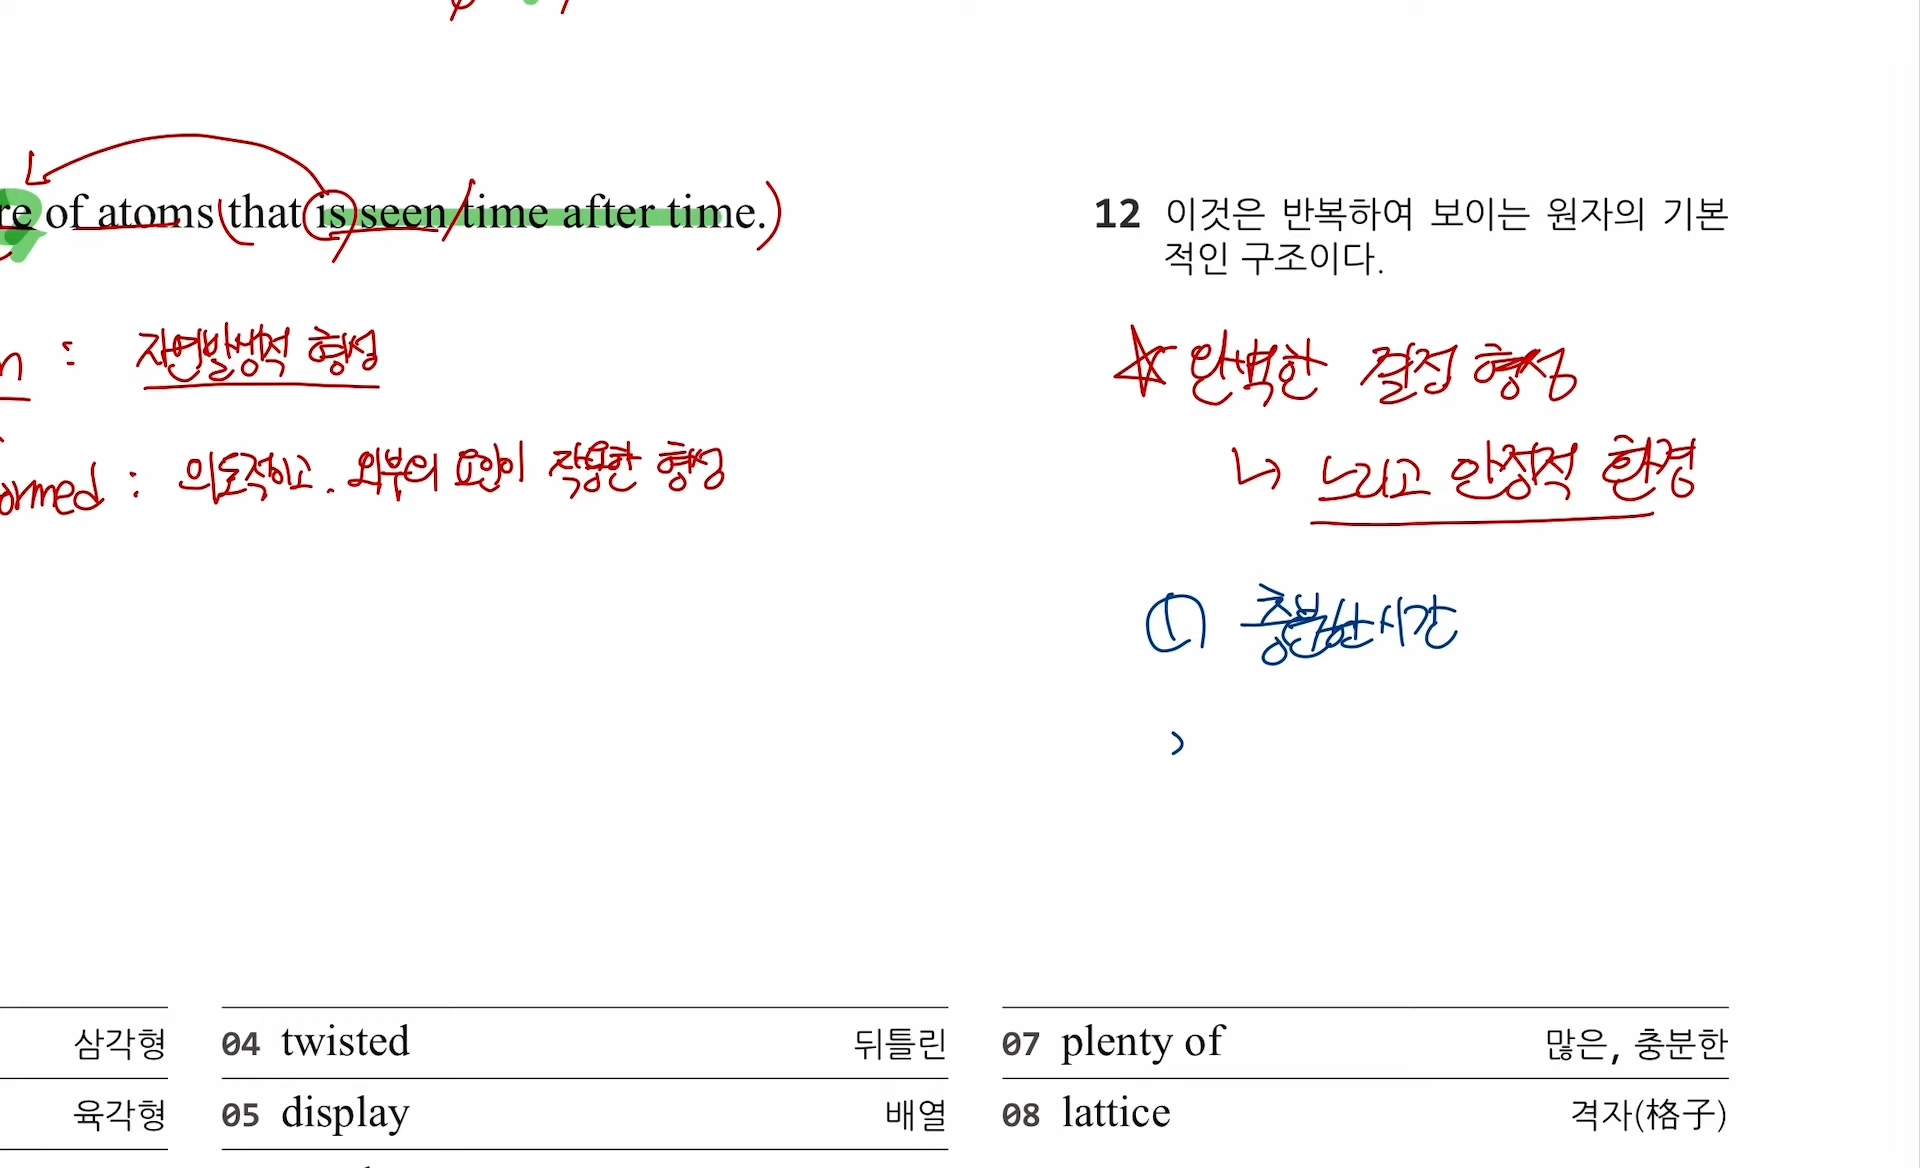 re of atoms (that is seen / time after time.)
12 이것은 반복하여 보이는 원자의 기본
적인 구조이다.
: 자연발생적 형성
☆ 완벽한 결정 형성
ormed : 의도적이고. 외부의 요인이 작용한 형성
↳ 느리고 안정적 환경
① 충분한 시간
삼각형
04 twisted 뒤틀린
07 plenty of 많은, 충분한
육각형
05 display 배열
08 lattice 격자(格子)